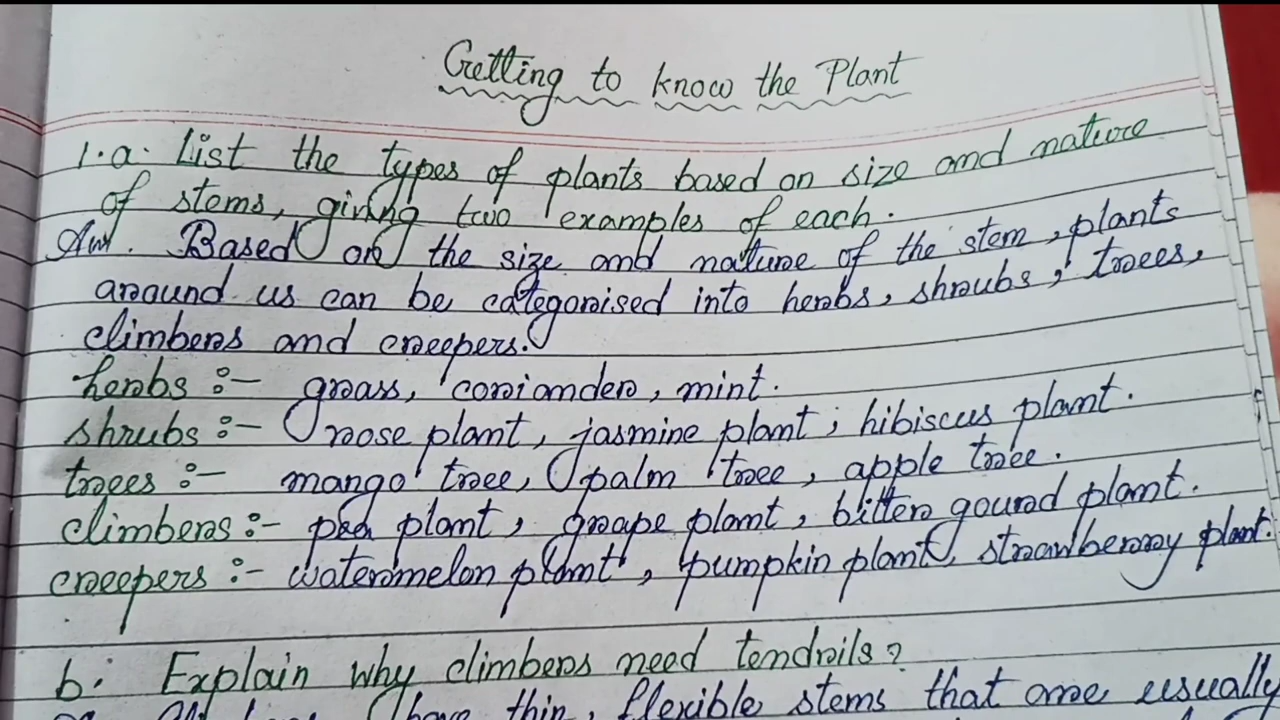 Getting to know the Plant
1.a. List the types of plants based on size and nature
of stems, giving two examples of each.
Ans. Based on the size and nature of the stem, plants
around us can be categorised into herbs, shrubs, trees,
climbers and creepers.
herbs :- grass, coriander, mint.
shrubs :- rose plant, jasmine plant, hibiscus plant.
trees :- mango tree, palm tree, apple tree.
climbers :- pea plant, grape plant, bitter gourd plant.
creepers :- watermelon plant, pumpkin plant, strawberry plant.
b. Explain why climbers need tendrils?
have thin, flexible stems that are usually